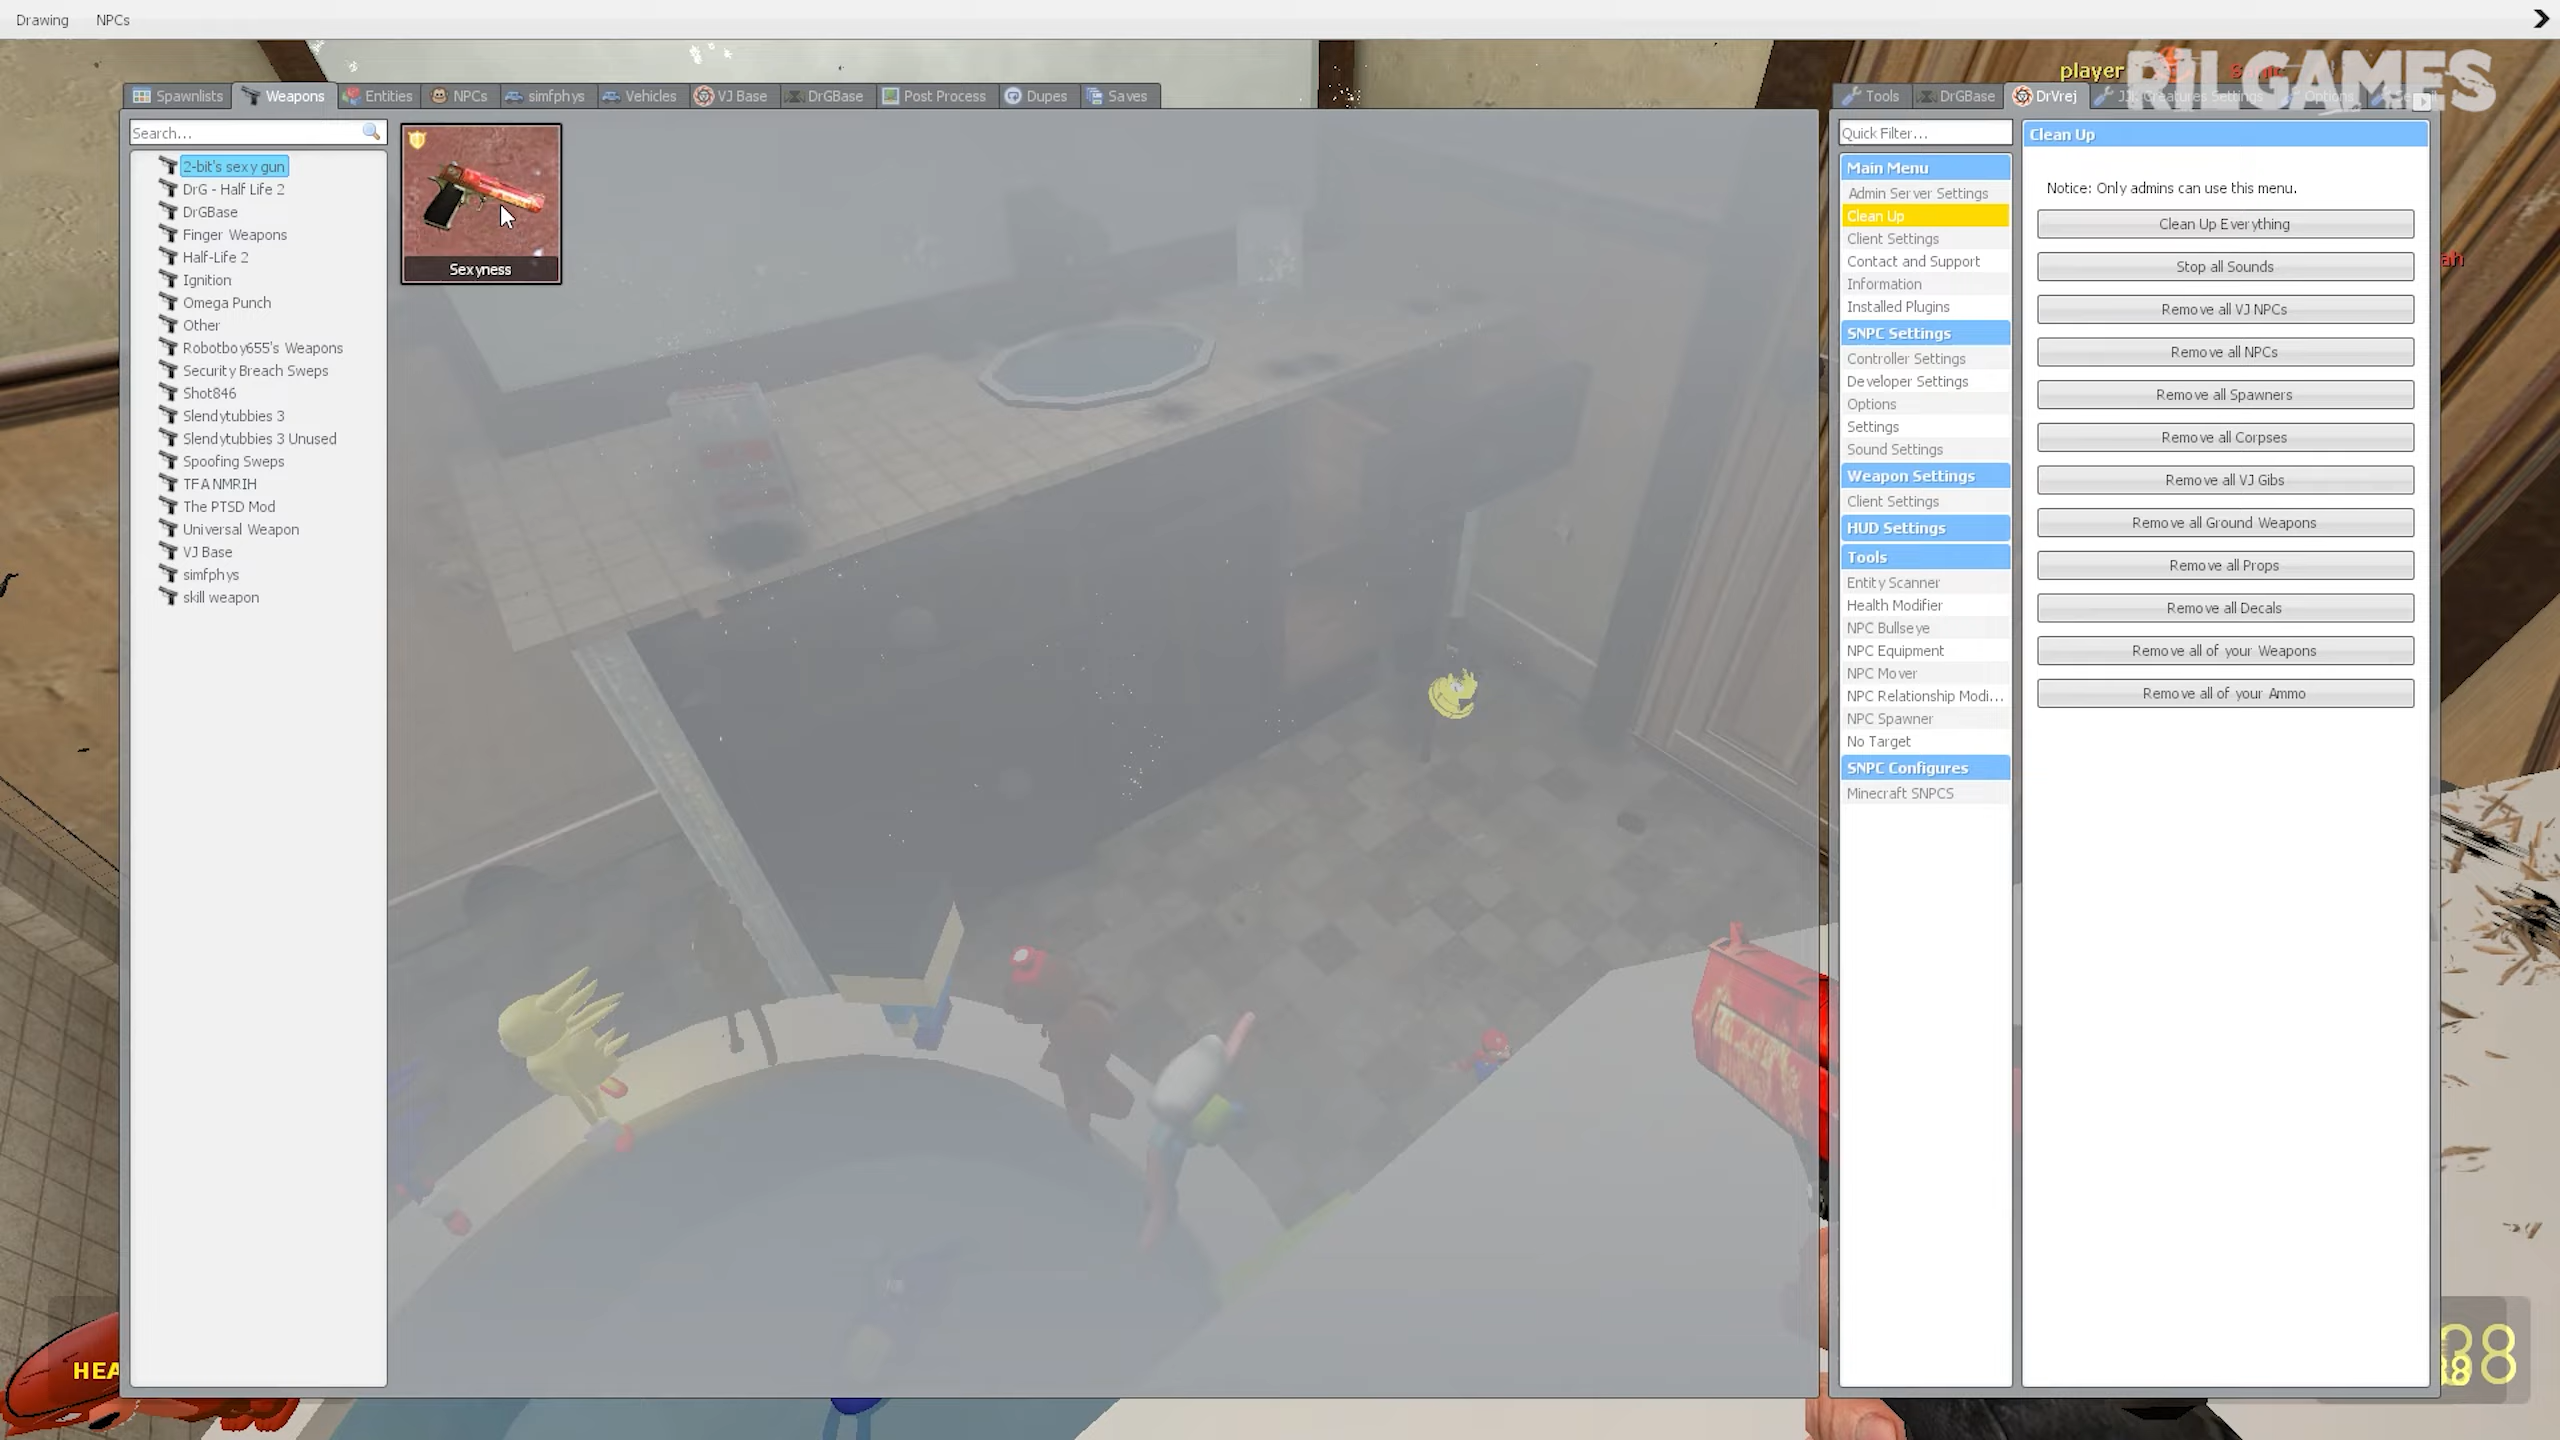 Drawing NPCs
player
RILGAMES
Spawnlists Weapons Entities NPCs simfphys Vehicles VJ Base DrGBase Post Process Dupes Saves
Tools DrGBase DrVrej
Search...
2-bit's sexy gun
DrG - Half Life 2
DrGBase
Finger Weapons
Half-Life 2
Ignition
Omega Punch
Other
Robotboy655's Weapons
Security Breach Sweps
Shot846
Slendytubbies 3
Slendytubbies 3 Unused
Spoofing Sweps
TFA NMRIH
The PTSD Mod
Universal Weapon
VJ Base
simfphys
skill weapon
Sexyness
Quick Filter...
Main Menu
Admin Server Settings
Clean Up
Client Settings
Contact and Support
Information
Installed Plugins
SNPC Settings
Controller Settings
Developer Settings
Options
Settings
Sound Settings
Weapon Settings
Client Settings
HUD Settings
Tools
Entity Scanner
Health Modifier
NPC Bullseye
NPC Equipment
NPC Mover
NPC Relationship Modi...
NPC Spawner
No Target
SNPC Configures
Minecraft SNPCS
Clean Up
Notice: Only admins can use this menu.
Clean Up Everything
Stop all Sounds
Remove all VJ NPCs
Remove all NPCs
Remove all Spawners
Remove all Corpses
Remove all VJ Gibs
Remove all Ground Weapons
Remove all Props
Remove all Decals
Remove all of your Weapons
Remove all of your Ammo
HEA